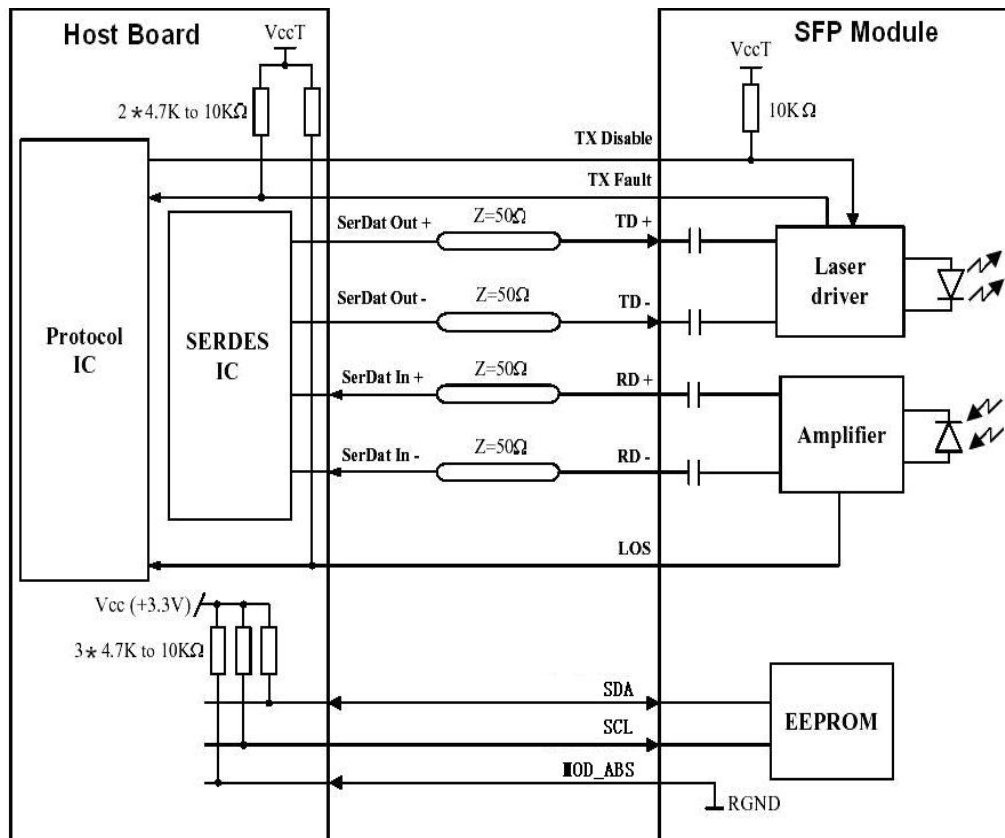 Host Board
SFP Module
VccT
VccT
2*4.7K to 10KΩ
10KΩ
TX Disable
TX Fault
SerDat Out +
Z=50Ω
TD +
Laser
driver
SerDat Out -
Z=50Ω
TD -
Protocol
IC
SERDES
IC
SerDat In +
Z=50Ω
RD +
Amplifier
SerDat In -
Z=50Ω
RD -
LOS
Vcc (+3.3V)
3*4.7K to 10KΩ
SDA
EEPROM
SCL
MOD_ABS
RGND